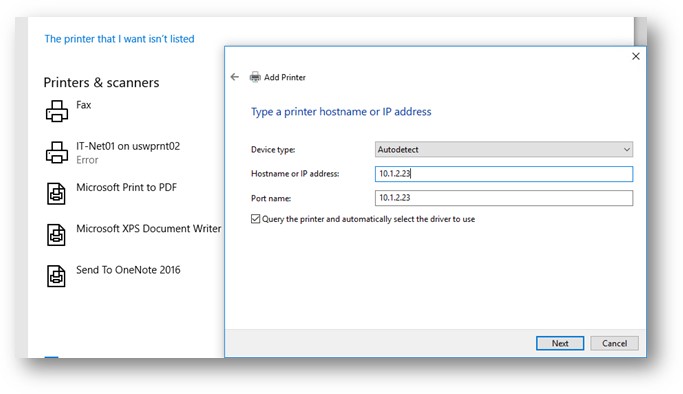 The printer that I want isn't listed
Printers & scanners
Fax
IT-Net01 on uswprnt02
Error
Microsoft Print to PDF
Microsoft XPS Document Writer
Send To OneNote 2016
Add Printer
Type a printer hostname or IP address
Device type:
Autodetect
Hostname or IP address:
10.1.2.23
Port name:
10.1.2.23
Query the printer and automatically select the driver to use
Next
Cancel